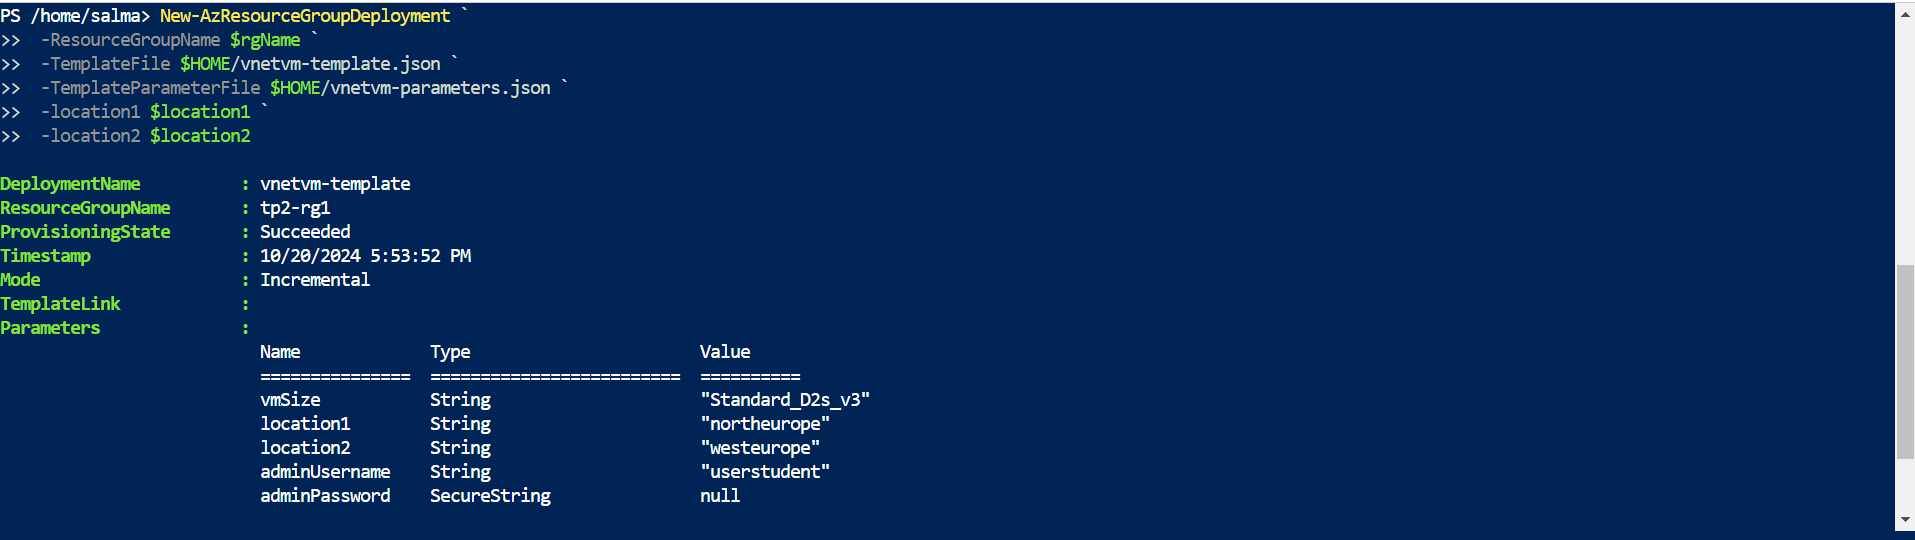 PS /home/salma> New-AzResourceGroupDeployment `
>>  -ResourceGroupName $rgName `
>>  -TemplateFile $HOME/vnetvm-template.json `
>>  -TemplateParameterFile $HOME/vnetvm-parameters.json `
>>  -location1 $location1 `
>>  -location2 $location2
DeploymentName          : vnetvm-template
ResourceGroupName       : tp2-rg1
ProvisioningState       : Succeeded
Timestamp               : 10/20/2024 5:53:52 PM
Mode                    : Incremental
TemplateLink            :
Parameters              :
                          Name             Type                       Value
                          ===============  =========================  ==========
                          vmSize           String                     "Standard_D2s_v3"
                          location1        String                     "northeurope"
                          location2        String                     "westeurope"
                          adminUsername    String                     "userstudent"
                          adminPassword    SecureString               null